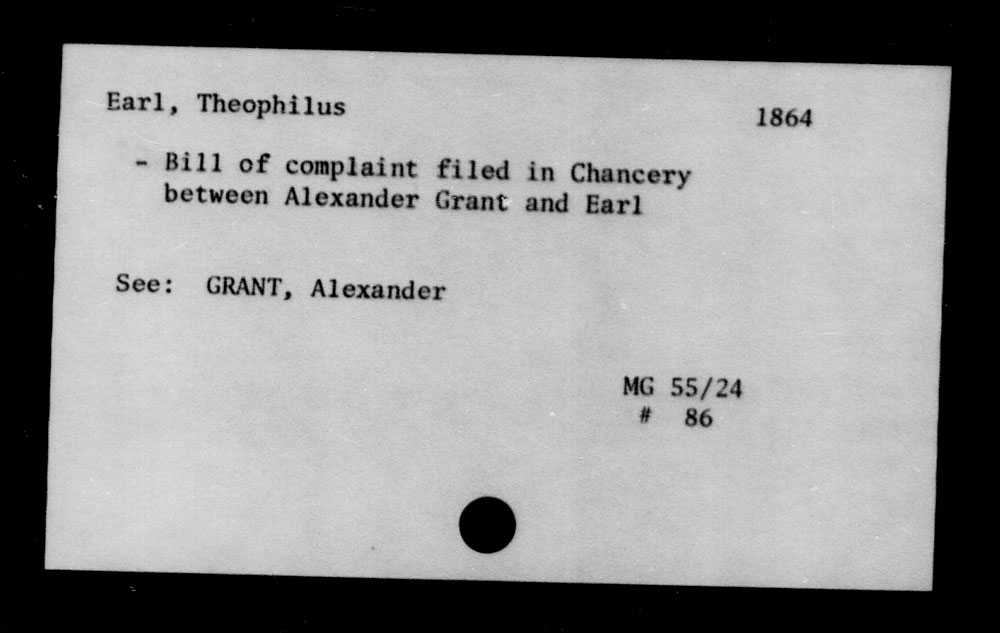 Earl, Theophilus 1864
- Bill of complaint filed in Chancery
between Alexander Grant and Earl
See: GRANT, Alexander
MG 55/24
# 86